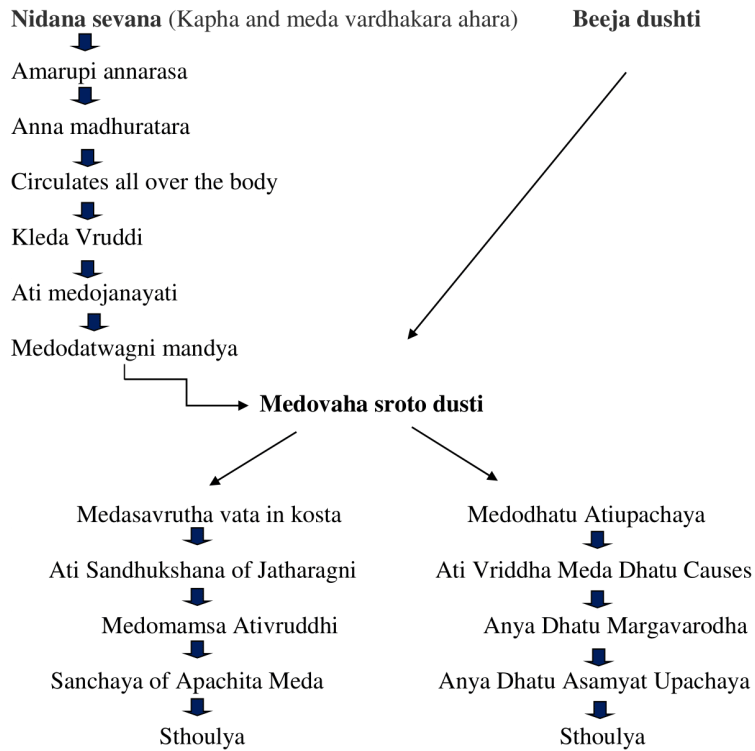 Nidana sevana (Kapha and meda vardhakara ahara)
Beeja dushti
Amarupi annarasa
Anna madhuratara
Circulates all over the body
Kleda Vruddi
Ati medojanayati
Medodatwagni mandya
Medovaha sroto dusti
Medasavrutha vata in kosta
Ati Sandhukshana of Jatharagni
Medomamsa Ativruddhi
Sanchaya of Apachita Meda
Sthoulya
Medodhatu Atiupachaya
Ati Vriddha Meda Dhatu Causes
Anya Dhatu Margavarodha
Anya Dhatu Asamyat Upachaya
Sthoulya